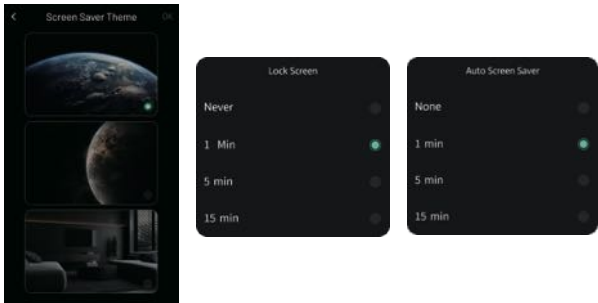 Screen Saver Theme OK
Lock Screen
Never
1 Min
5 min
15 min
Auto Screen Saver
None
1 min
5 min
15 min